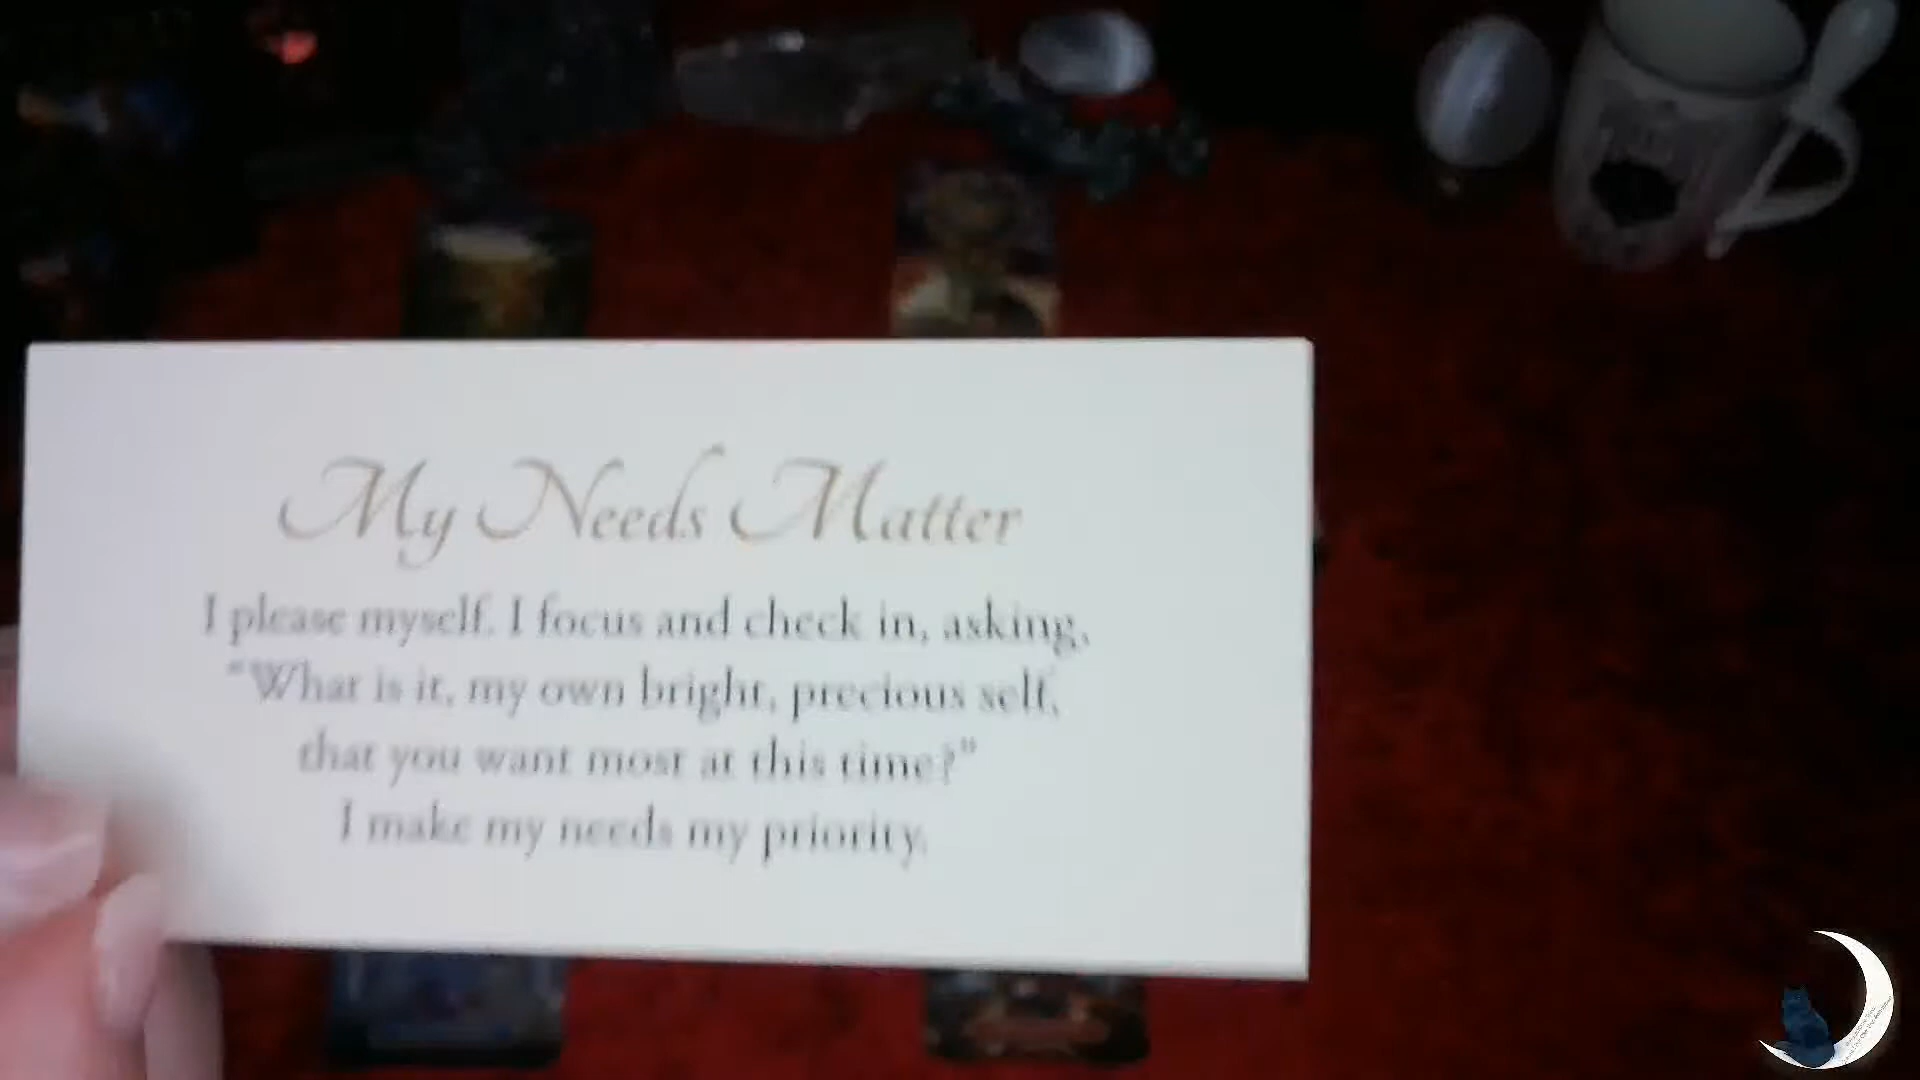 My Needs Matter
I please myself. I focus and check in, asking,
"What is it, my own bright, precious self,
that you want most at this time?"
I make my needs my priority.